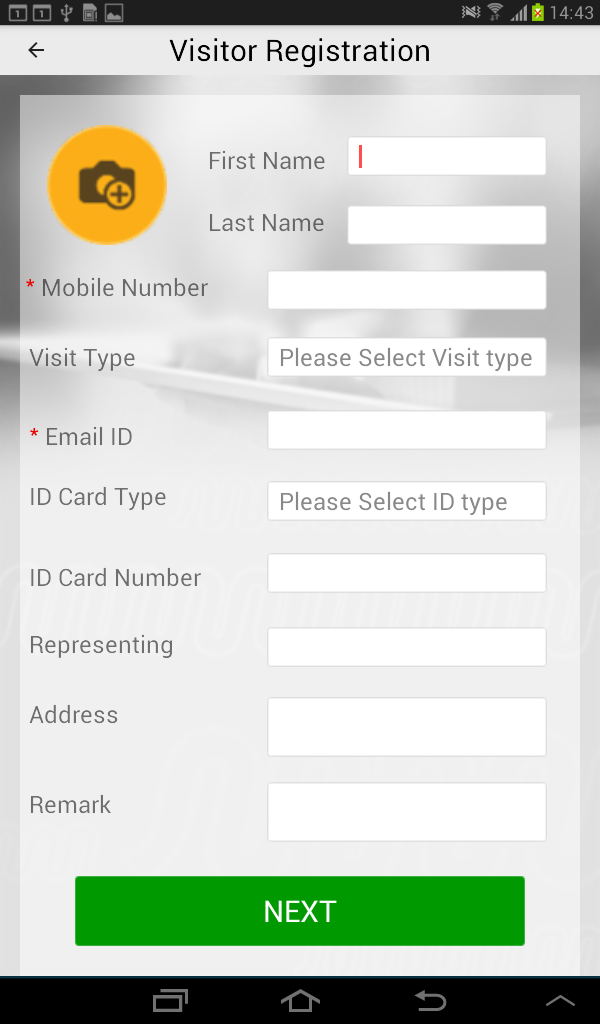 1 1 14:43
Visitor Registration
First Name
Last Name
* Mobile Number
Visit Type Please Select Visit type
* Email ID
ID Card Type Please Select ID type
ID Card Number
Representing
Address
Remark
NEXT